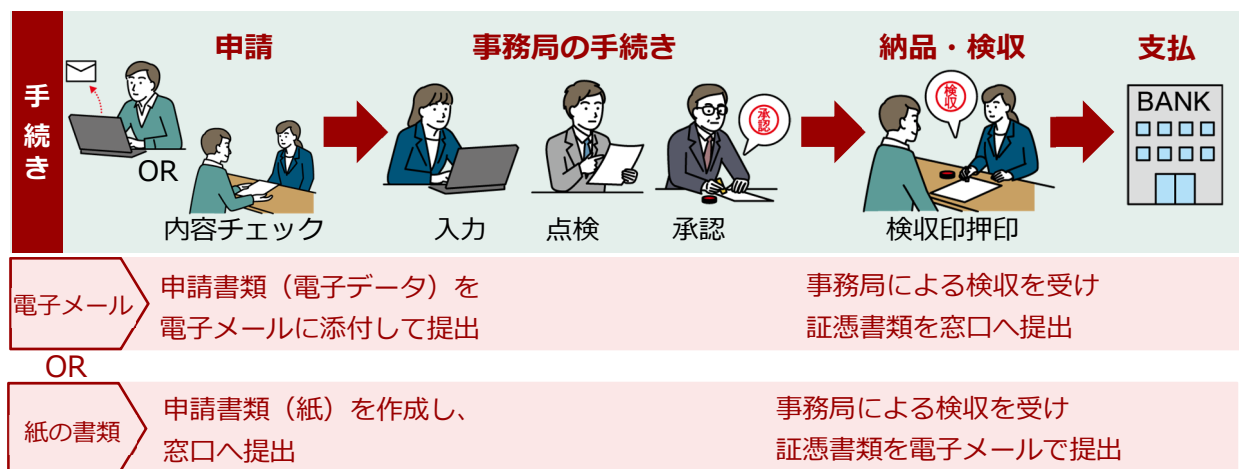 手続き
申請
事務局の手続き
納品・検収
支払
OR
承認
検収
BANK
内容チェック
入力
点検
承認
検収印押印
電子メール
申請書類（電子データ）を
電子メールに添付して提出
事務局による検収を受け
証憑書類を窓口へ提出
OR
紙の書類
申請書類（紙）を作成し、
窓口へ提出
事務局による検収を受け
証憑書類を電子メールで提出